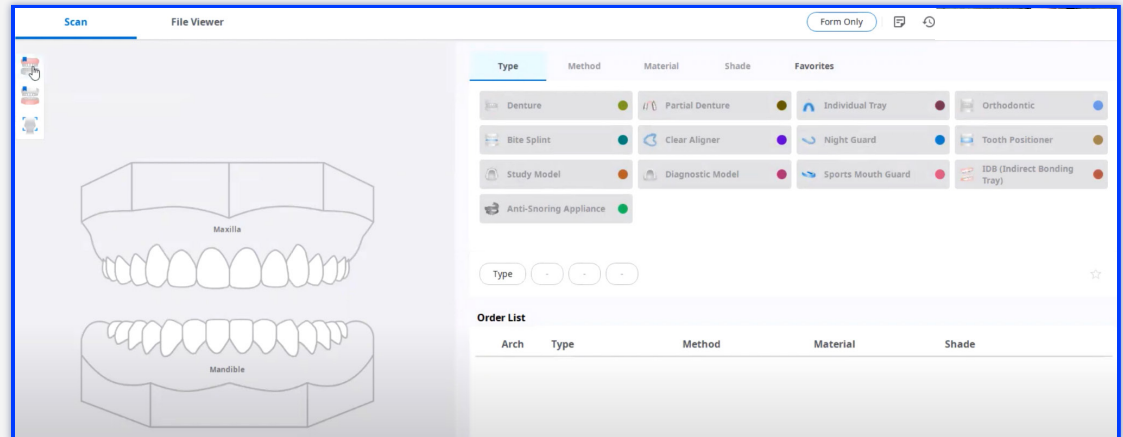 Scan File Viewer Form Only
Type Method Material Shade Favorites
Denture Partial Denture Individual Tray Orthodontic
Bite Splint Clear Aligner Night Guard Tooth Positioner
Study Model Diagnostic Model Sports Mouth Guard IDB (Indirect Bonding
Tray)
Anti-Snoring Appliance
Maxilla
Type - - -
Order List
Arch Type Method Material Shade
Mandible